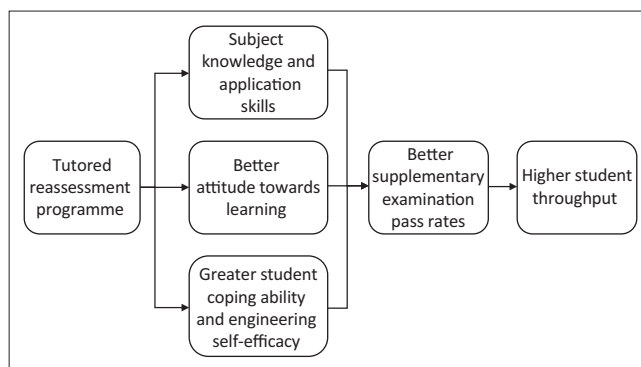 Subject
knowledge and
application
skills
Tutored
reassessment
programme
Better
attitude towards
learning
Better
supplementary
examination
pass rates
Higher student
throughput
Greater student
coping ability
and engineering
self-efficacy